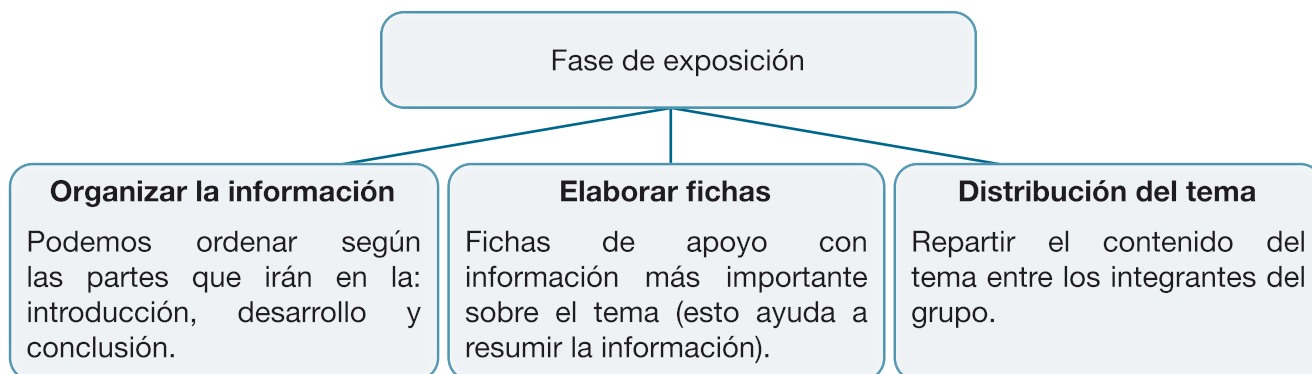 Fase de exposición
Organizar la información
Podemos ordenar según
las partes que irán en la:
introducción, desarrollo y
conclusión.
Elaborar fichas
Fichas de apoyo con
información más importante
sobre el tema (esto ayuda a
resumir la información).
Distribución del tema
Repartir el contenido del
tema entre los integrantes del
grupo.